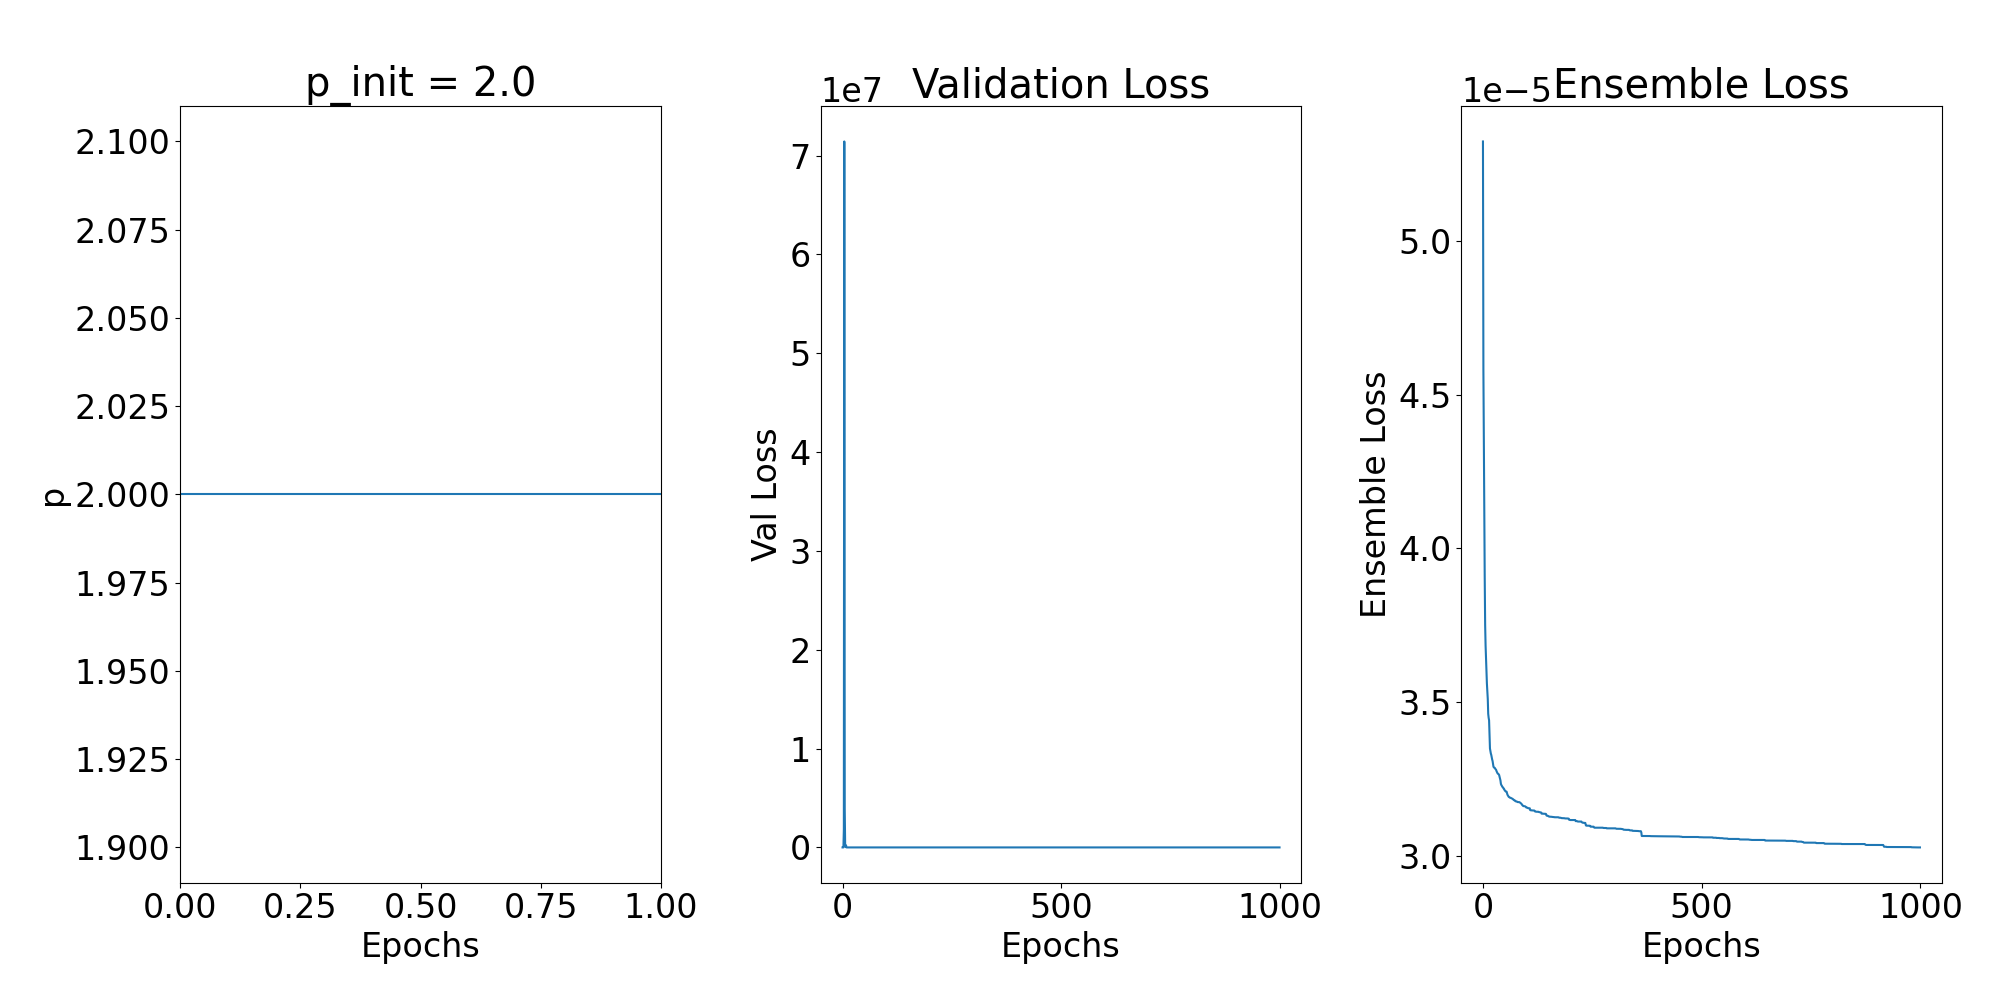 p_init = 2.0
2.100
2.075
2.050
2.025
2.000
1.975
1.950
1.925
1.900
p
0.00 0.25 0.50 0.75 1.00
Epochs
1e7 Validation Loss
7
6
5
4
3
2
1
0
Val Loss
0 500 1000
Epochs
1e−5 Ensemble Loss
5.0
4.5
4.0
3.5
3.0
Ensemble Loss
0 500 1000
Epochs